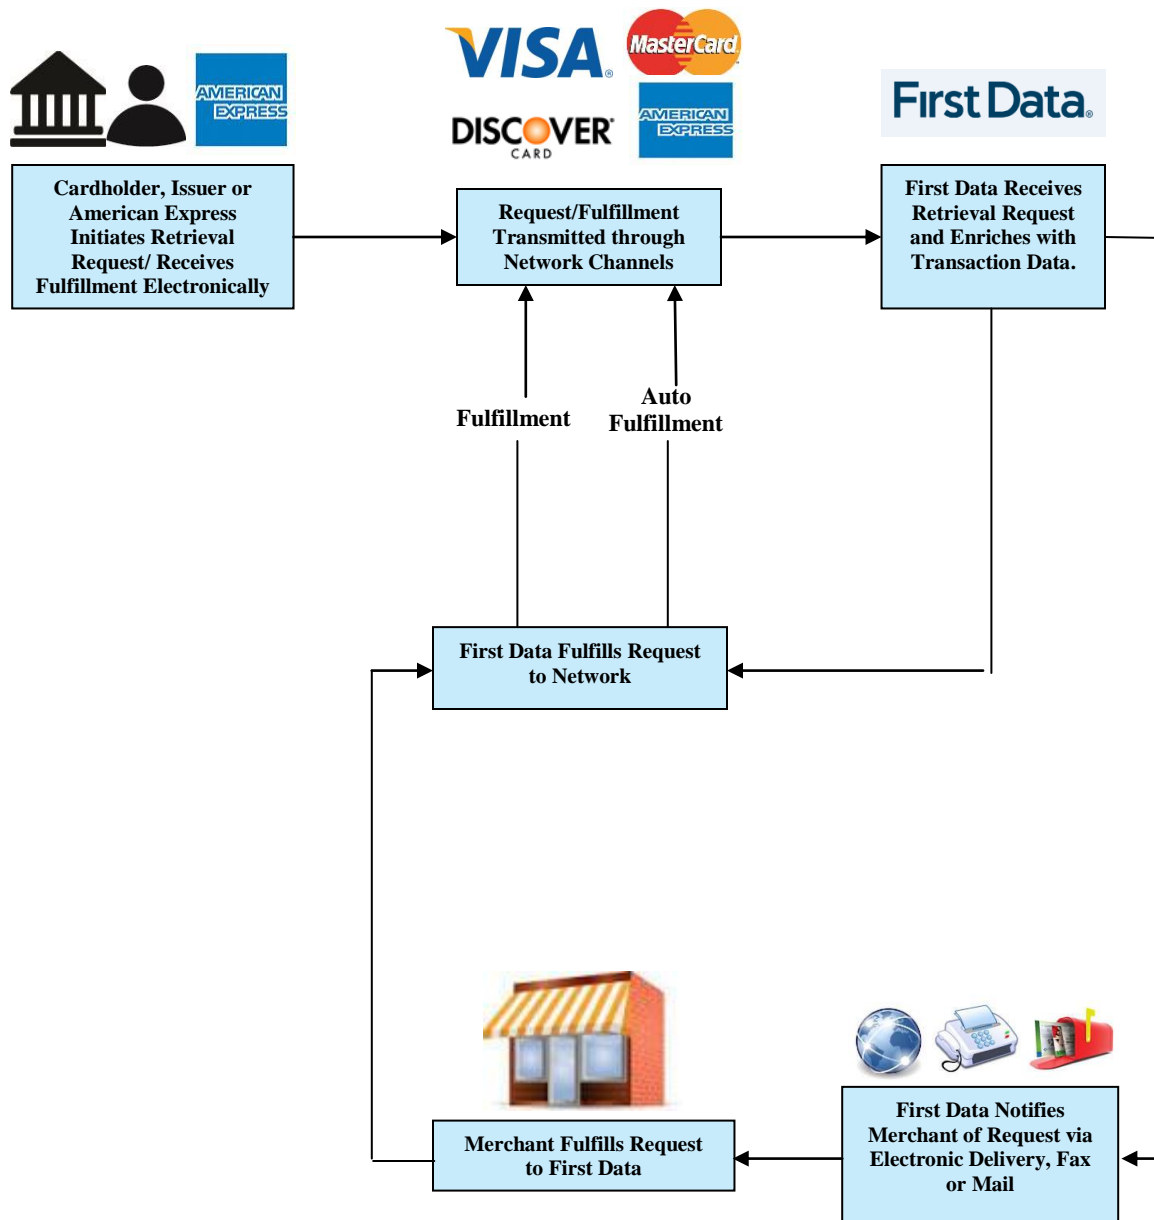 VISA
MasterCard
AMERICAN
EXPRESS
DISCOVER
CARD
AMERICAN
EXPRESS
First Data
Cardholder, Issuer or
American Express
Initiates Retrieval
Request/ Receives
Fulfillment Electronically
Request/Fulfillment
Transmitted through
Network Channels
First Data Receives
Retrieval Request
and Enriches with
Transaction Data.
Fulfillment
Auto
Fulfillment
First Data Fulfills Request
to Network
Merchant Fulfills Request
to First Data
First Data Notifies
Merchant of Request via
Electronic Delivery, Fax
or Mail